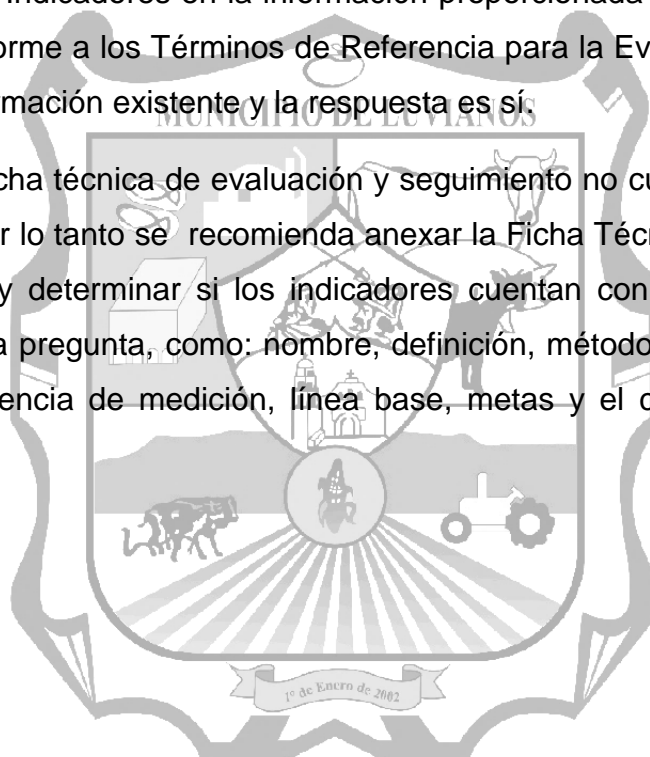 indicadores en la información proporcionada
orme a los Términos de Referencia para la Ev
rmación existente y la respuesta es sí.
MUNICIPIO DE LUVIANOS
cha técnica de evaluación y seguimiento no cu
r lo tanto se recomienda anexar la Ficha Técn
y determinar si los indicadores cuentan con
a pregunta, como: nombre, definición, método
encia de medición, línea base, metas y el c
1º de Enero de 2002